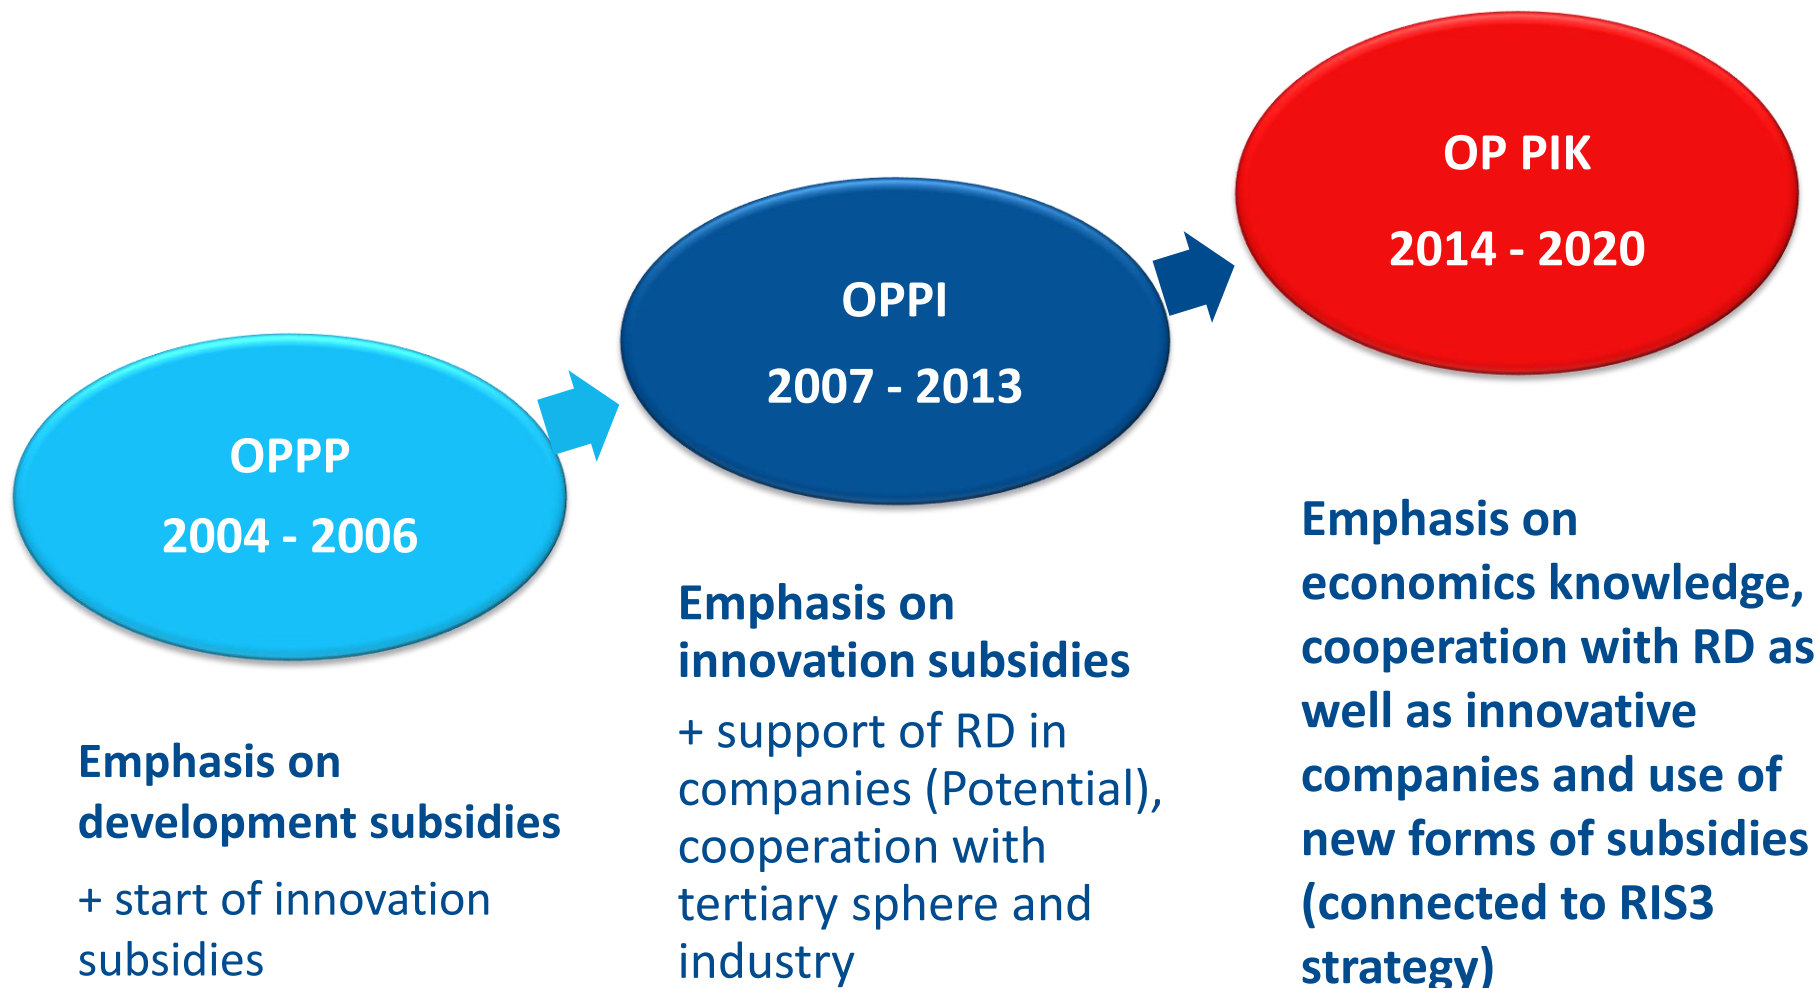 OPPP
2004 - 2006
Emphasis on
development subsidies
+ start of innovation
subsidies
OPPI
2007 - 2013
Emphasis on
innovation subsidies
+ support of RD in
companies (Potential),
cooperation with
tertiary sphere and
industry
OP PIK
2014 - 2020
Emphasis on
economics knowledge,
cooperation with RD as
well as innovative
companies and use of
new forms of subsidies
(connected to RIS3
strategy)